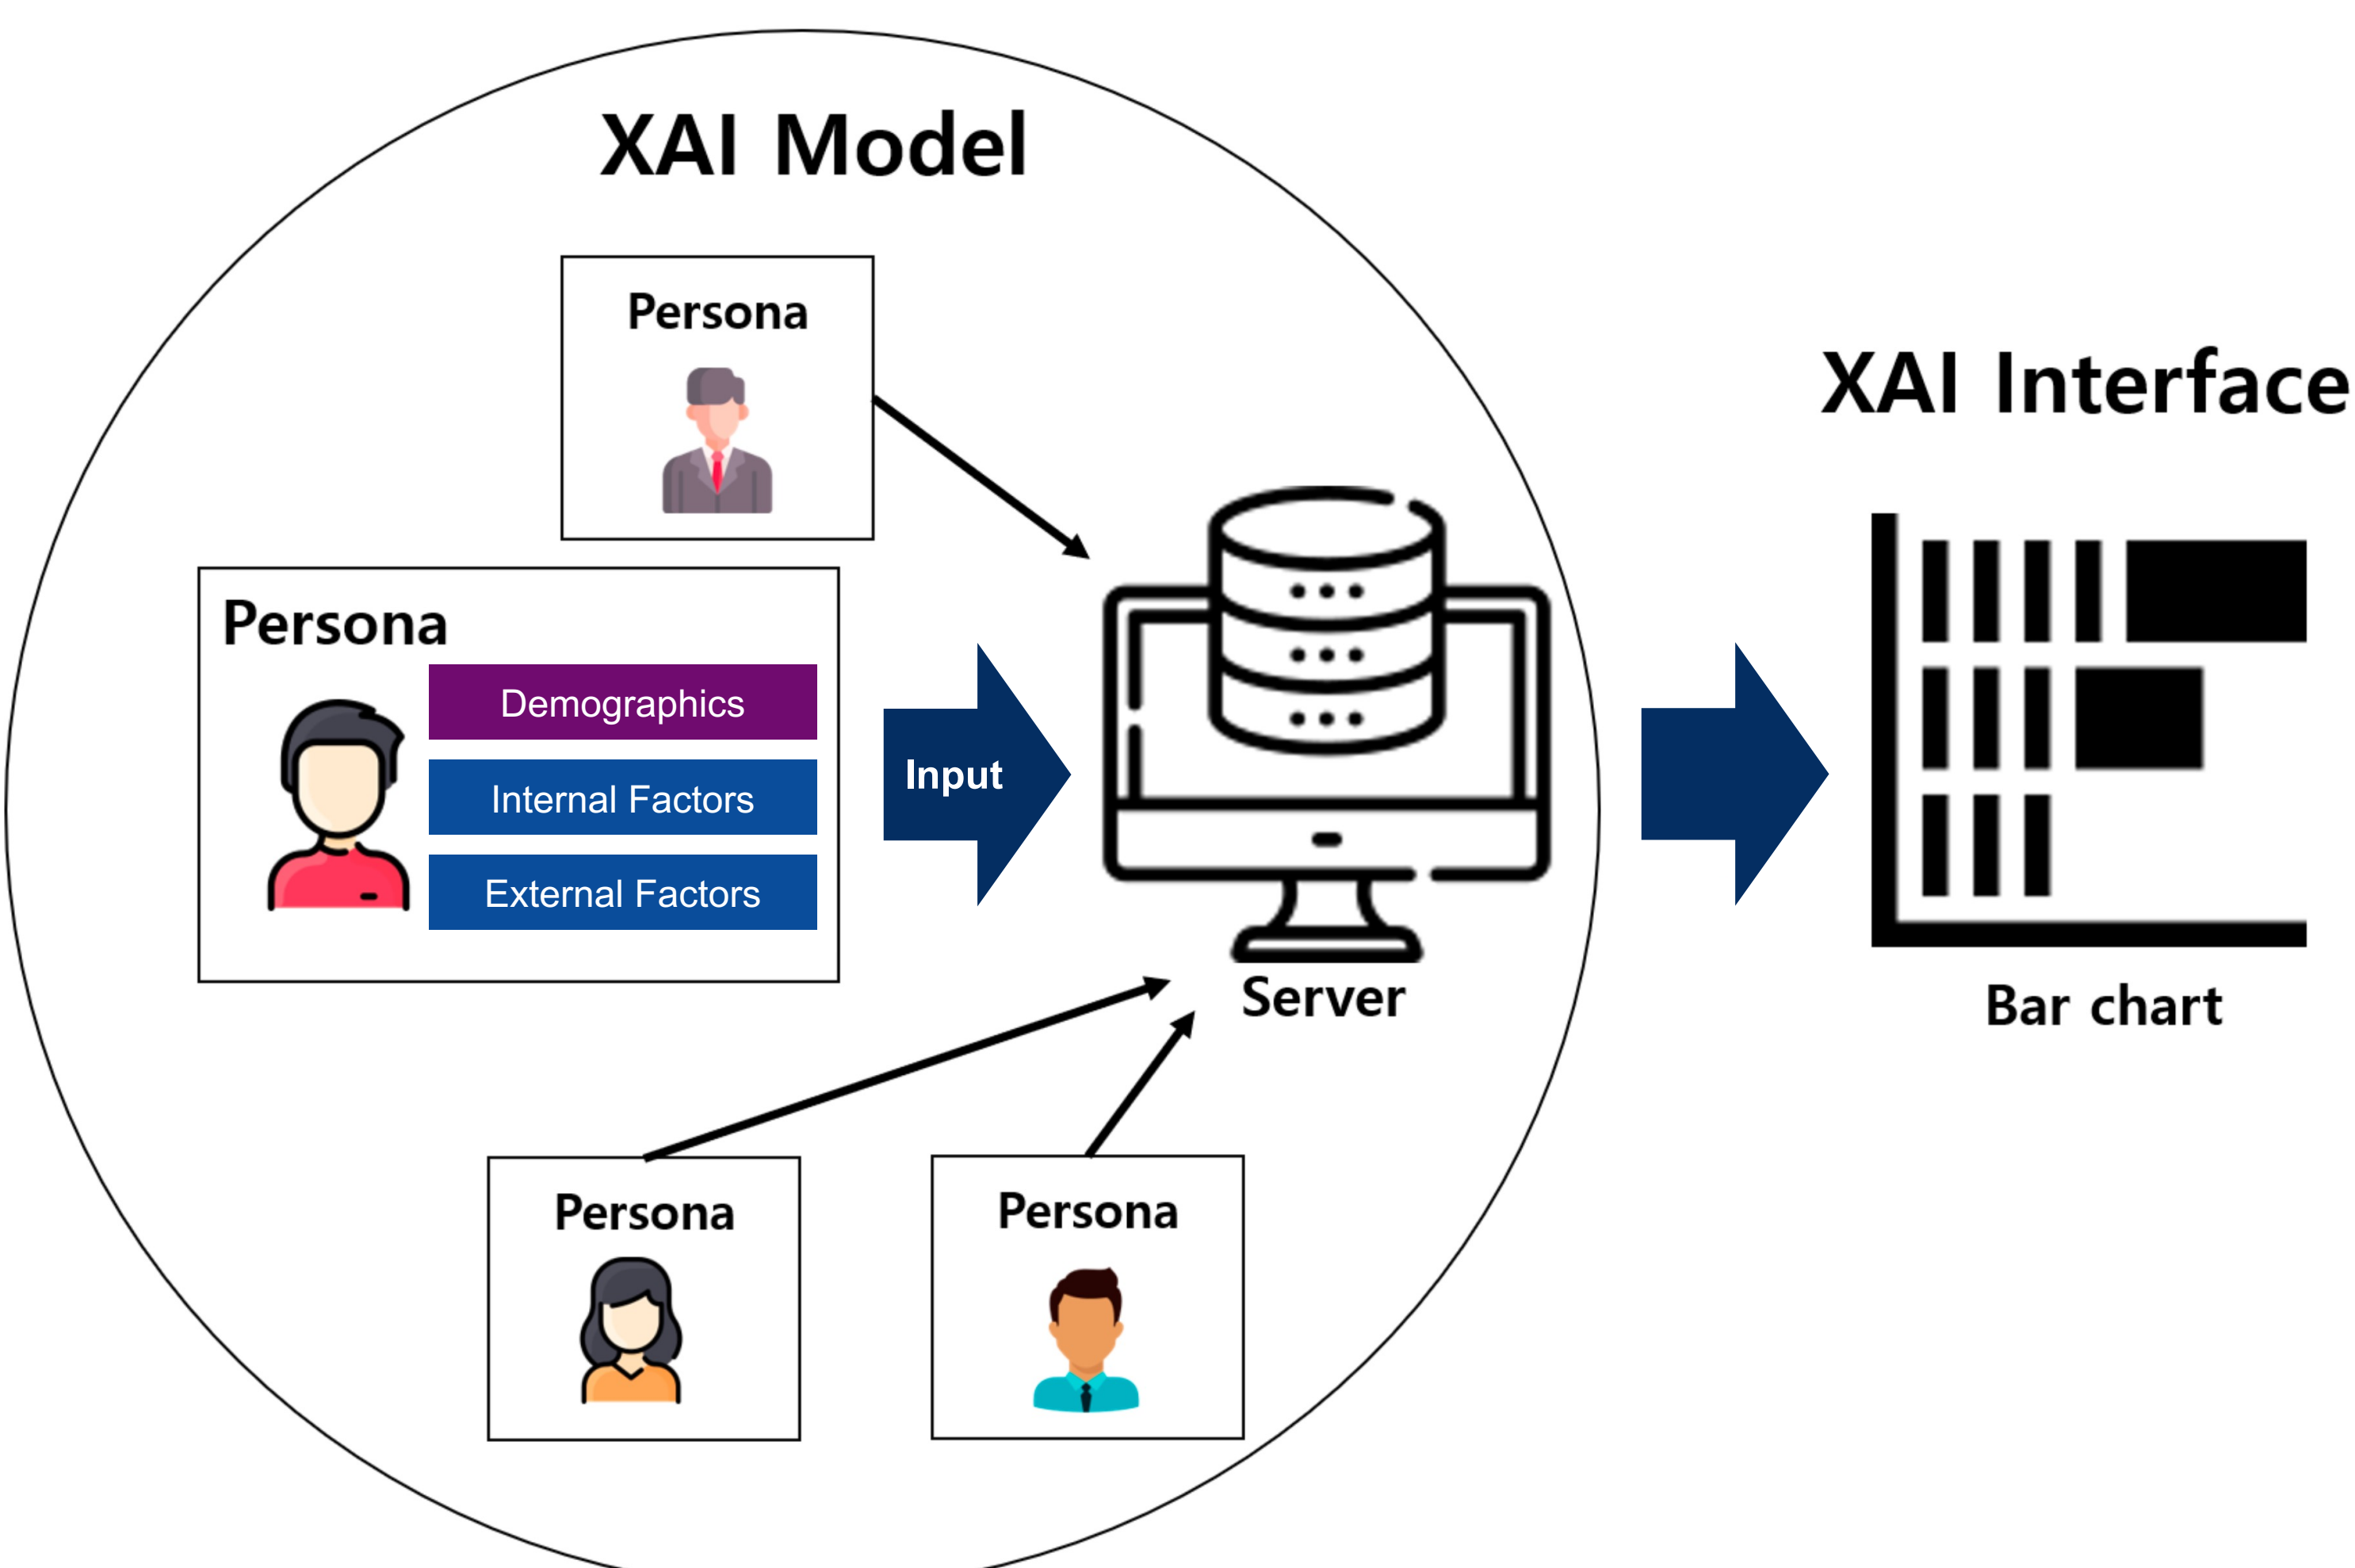 XAI Model
Persona
Persona
Demographics
Internal Factors
External Factors
Input
Server
Persona
Persona
XAI Interface
Bar chart